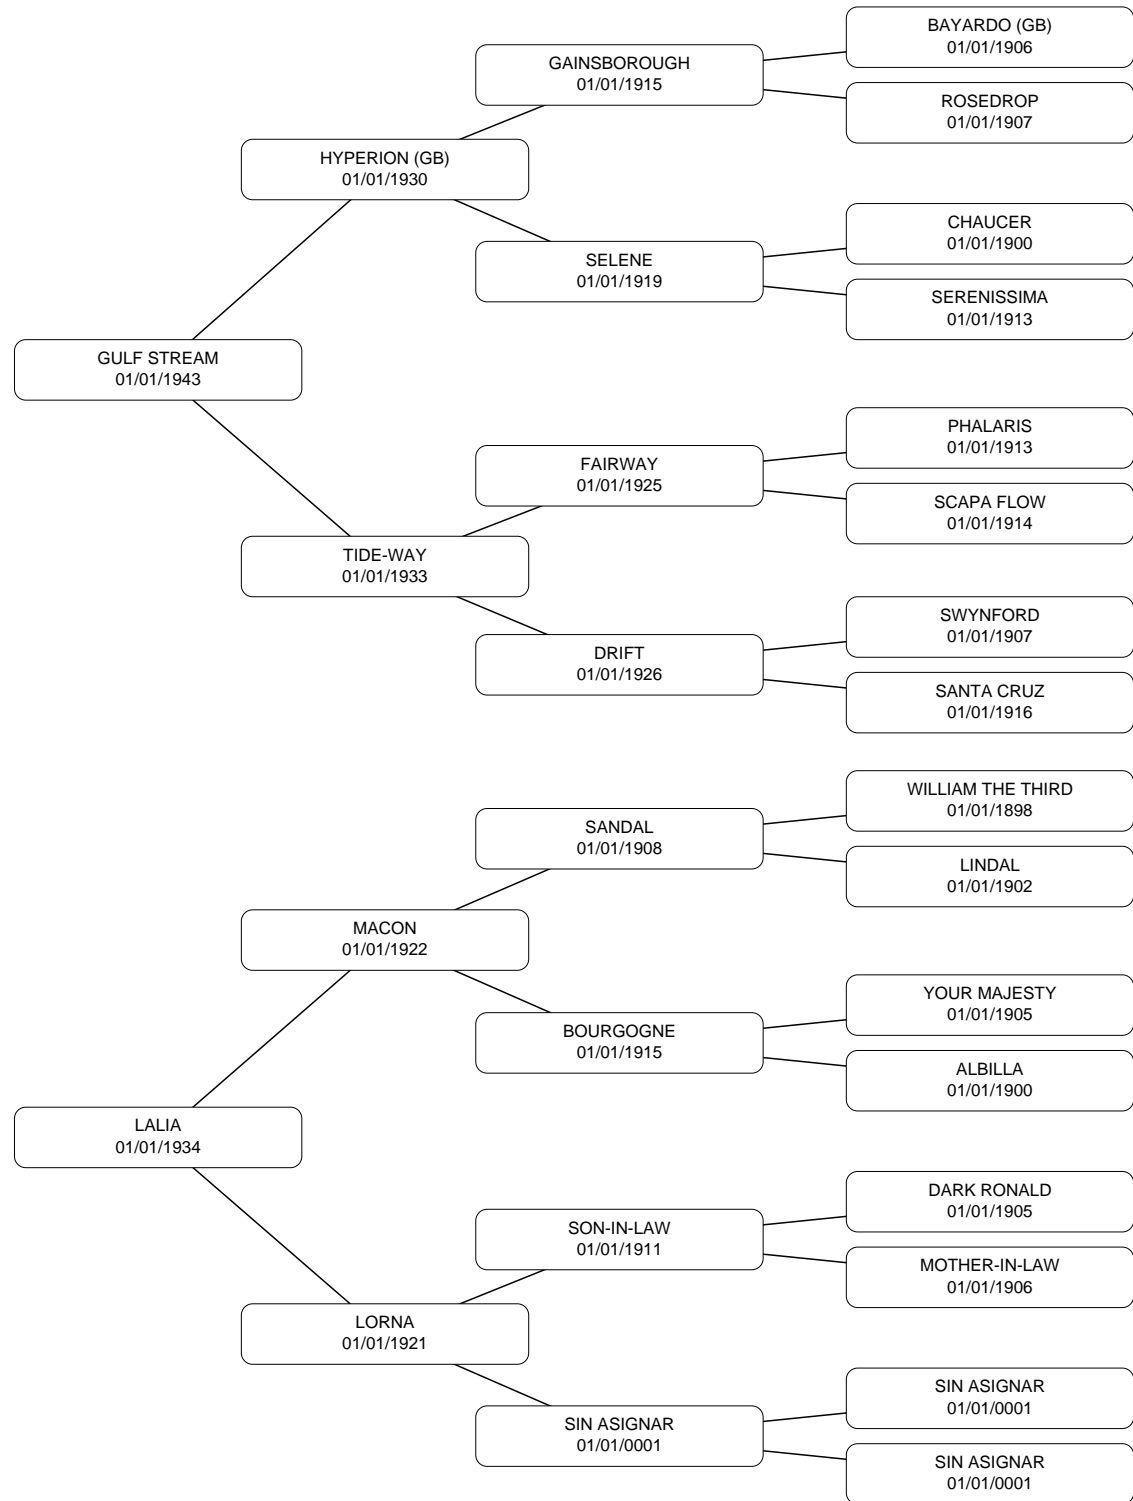 BAYARDO (GB)
01/01/1906
GAINSBOROUGH
01/01/1915
ROSEDROP
01/01/1907
HYPERION (GB)
01/01/1930
CHAUCER
01/01/1900
SELENE
01/01/1919
SERENISSIMA
01/01/1913
GULF STREAM
01/01/1943
PHALARIS
01/01/1913
FAIRWAY
01/01/1925
SCAPA FLOW
01/01/1914
TIDE-WAY
01/01/1933
SWYNFORD
01/01/1907
DRIFT
01/01/1926
SANTA CRUZ
01/01/1916
WILLIAM THE THIRD
01/01/1898
SANDAL
01/01/1908
LINDAL
01/01/1902
MACON
01/01/1922
YOUR MAJESTY
01/01/1905
BOURGOGNE
01/01/1915
ALBILLA
01/01/1900
LALIA
01/01/1934
DARK RONALD
01/01/1905
SON-IN-LAW
01/01/1911
MOTHER-IN-LAW
01/01/1906
LORNA
01/01/1921
SIN ASIGNAR
01/01/0001
SIN ASIGNAR
01/01/0001
SIN ASIGNAR
01/01/0001